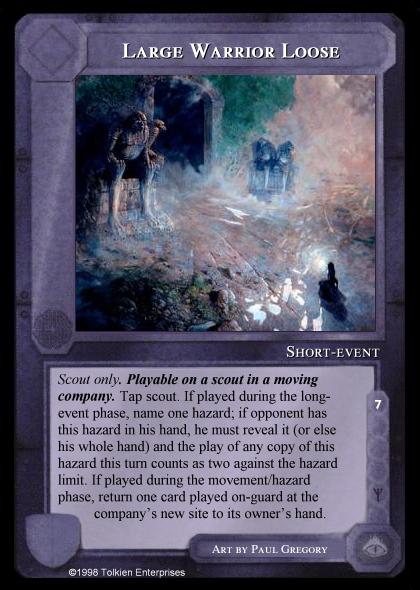 Large Warrior Loose
Short-event
Scout only. Playable on a scout in a moving
company. Tap scout. If played during the long-
event phase, name one hazard; if opponent has
this hazard in his hand, he must reveal it (or else
his whole hand) and the play of any copy of this
hazard this turn counts as two against the hazard
limit. If played during the movement/hazard
phase, return one card played on-guard at the
company's new site to its owner's hand.
7
Art by Paul Gregory
©1998 Tolkien Enterprises